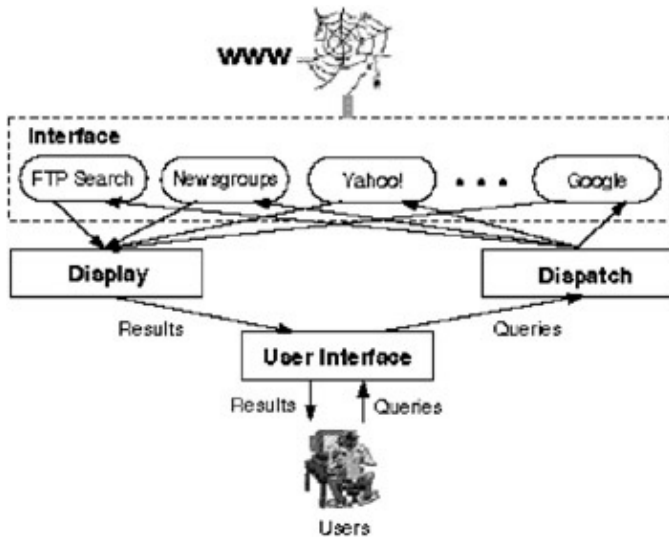 www
Interface
FTP Search
Newsgroups
Yahoo!
Google
Display
Dispatch
Results
Queries
User Interface
Results
Queries
Users